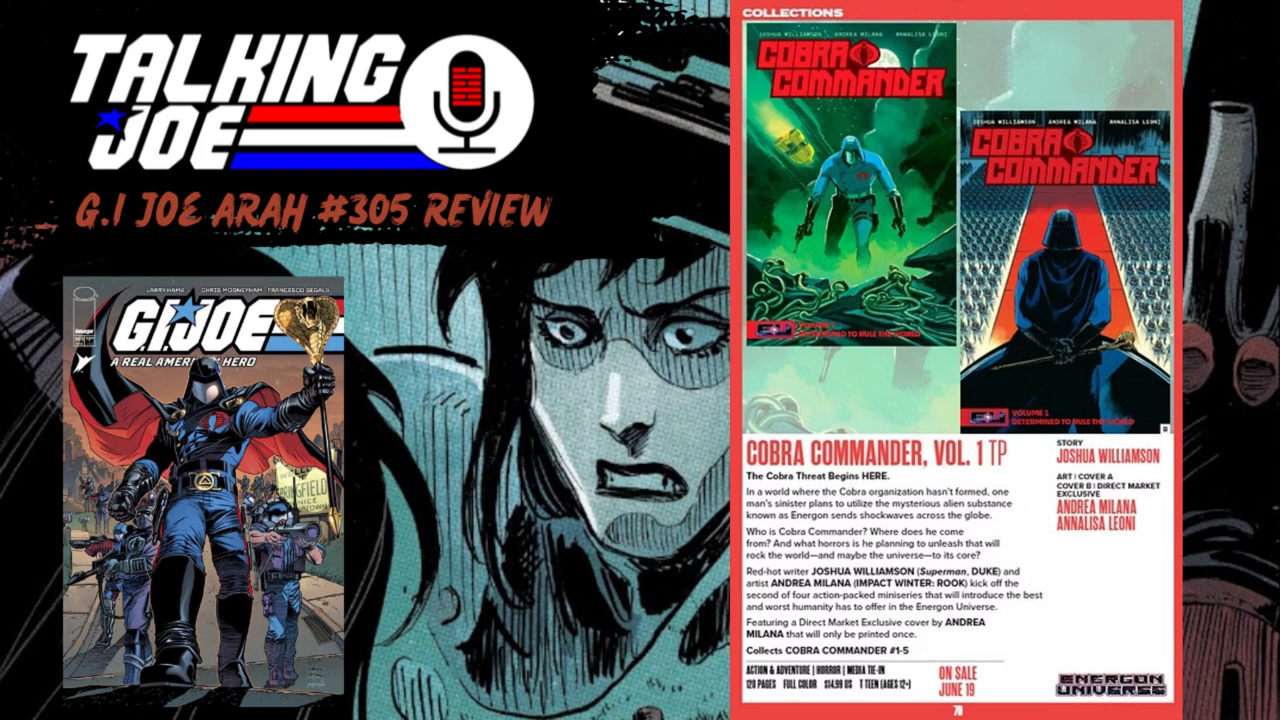 TALKING
JOE
G.I JOE ARAH #305 REVIEW
LARRY HAMA CHRIS MOONEYHAM FRANCESCO SEGALA
image
G.I. JOE
A REAL AMERICAN HERO
SPRINGFIELD
NICE
TOWN
COLLECTIONS
JOSHUA WILLIAMSON ANDREA MILANA ANNALISA LEONI
COBRA
COMMANDER
VOLUME 1
DETERMINED TO RULE THE WORLD
JOSHUA WILLIAMSON ANDREA MILANA ANNALISA LEONI
COBRA
COMMANDER
VOLUME 1
DETERMINED TO RULE THE WORLD
COBRA COMMANDER, VOL. 1 TP
The Cobra Threat Begins HERE.
In a world where the Cobra organization hasn't formed, one
man's sinister plans to utilize the mysterious alien substance
known as Energon sends shockwaves across the globe.
Who is Cobra Commander? Where does he come
from? And what horrors is he planning to unleash that will
rock the world—and maybe the universe—to its core?
Red-hot writer JOSHUA WILLIAMSON (Superman, DUKE) and
artist ANDREA MILANA (IMPACT WINTER: ROOK) kick off the
second of four action-packed miniseries that will introduce the best
and worst humanity has to offer in the Energon Universe.
Featuring a Direct Market Exclusive cover by ANDREA
MILANA that will only be printed once.
Collects COBRA COMMANDER #1-5
ACTION & ADVENTURE | HORROR | MEDIA TIE-IN
120 PAGES FULL COLOR $14.99 US T TEEN (AGES 12+)
ON SALE
JUNE 19
STORY
JOSHUA WILLIAMSON
ART | COVER A
COVER B | DIRECT MARKET
EXCLUSIVE
ANDREA MILANA
ANNALISA LEONI
ENERGON
UNIVERSE
70